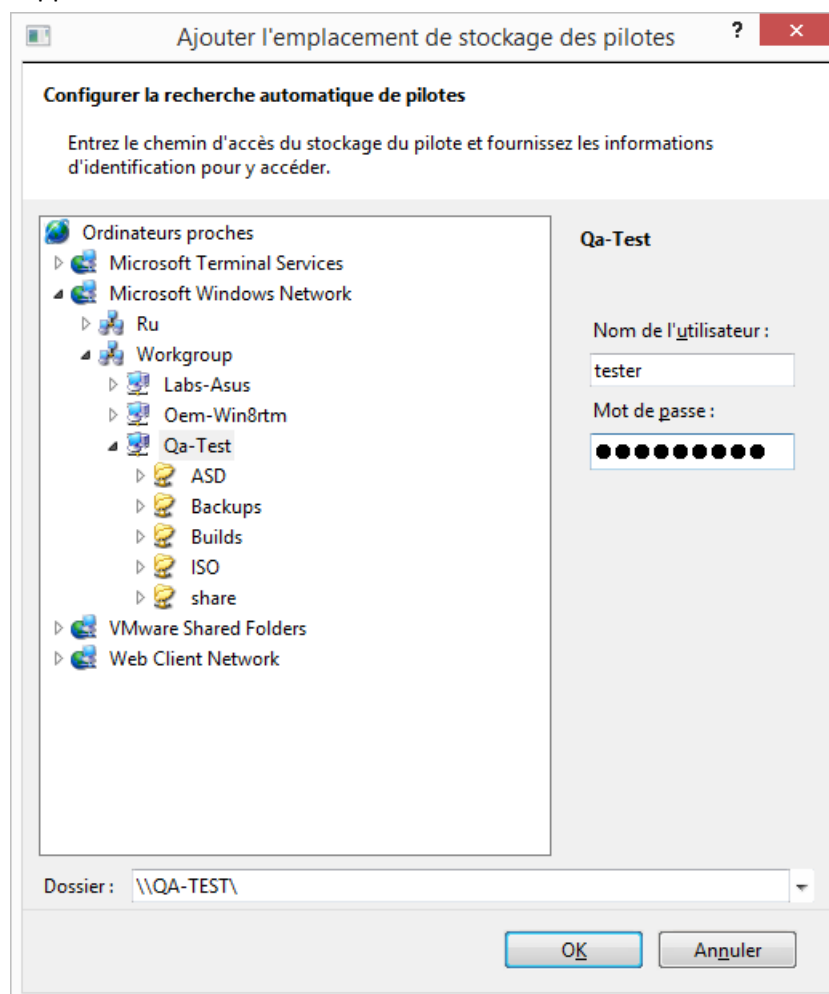 Ajouter l'emplacement de stockage des pilotes
?
Configurer la recherche automatique de pilotes
Entrez le chemin d'accès du stockage du pilote et fournissez les informations
d'identification pour y accéder.
Ordinateurs proches
Microsoft Terminal Services
Microsoft Windows Network
Ru
Workgroup
Labs-Asus
Oem-Win8rtm
Qa-Test
ASD
Backups
Builds
ISO
share
VMware Shared Folders
Web Client Network
Qa-Test
Nom de l'utilisateur :
tester
Mot de passe :
●●●●●●●●●
Dossier : \\QA-TEST\
OK Annuler